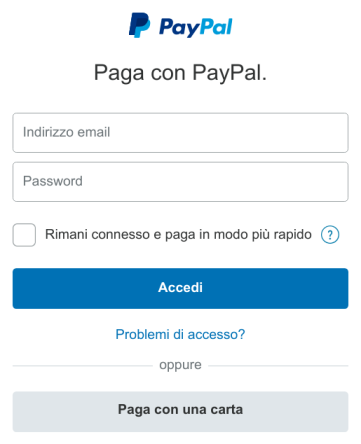 PayPal
Paga con PayPal.
Indirizzo email
Password
Rimani connesso e paga in modo più rapido ?
Accedi
Problemi di accesso?
oppure
Paga con una carta